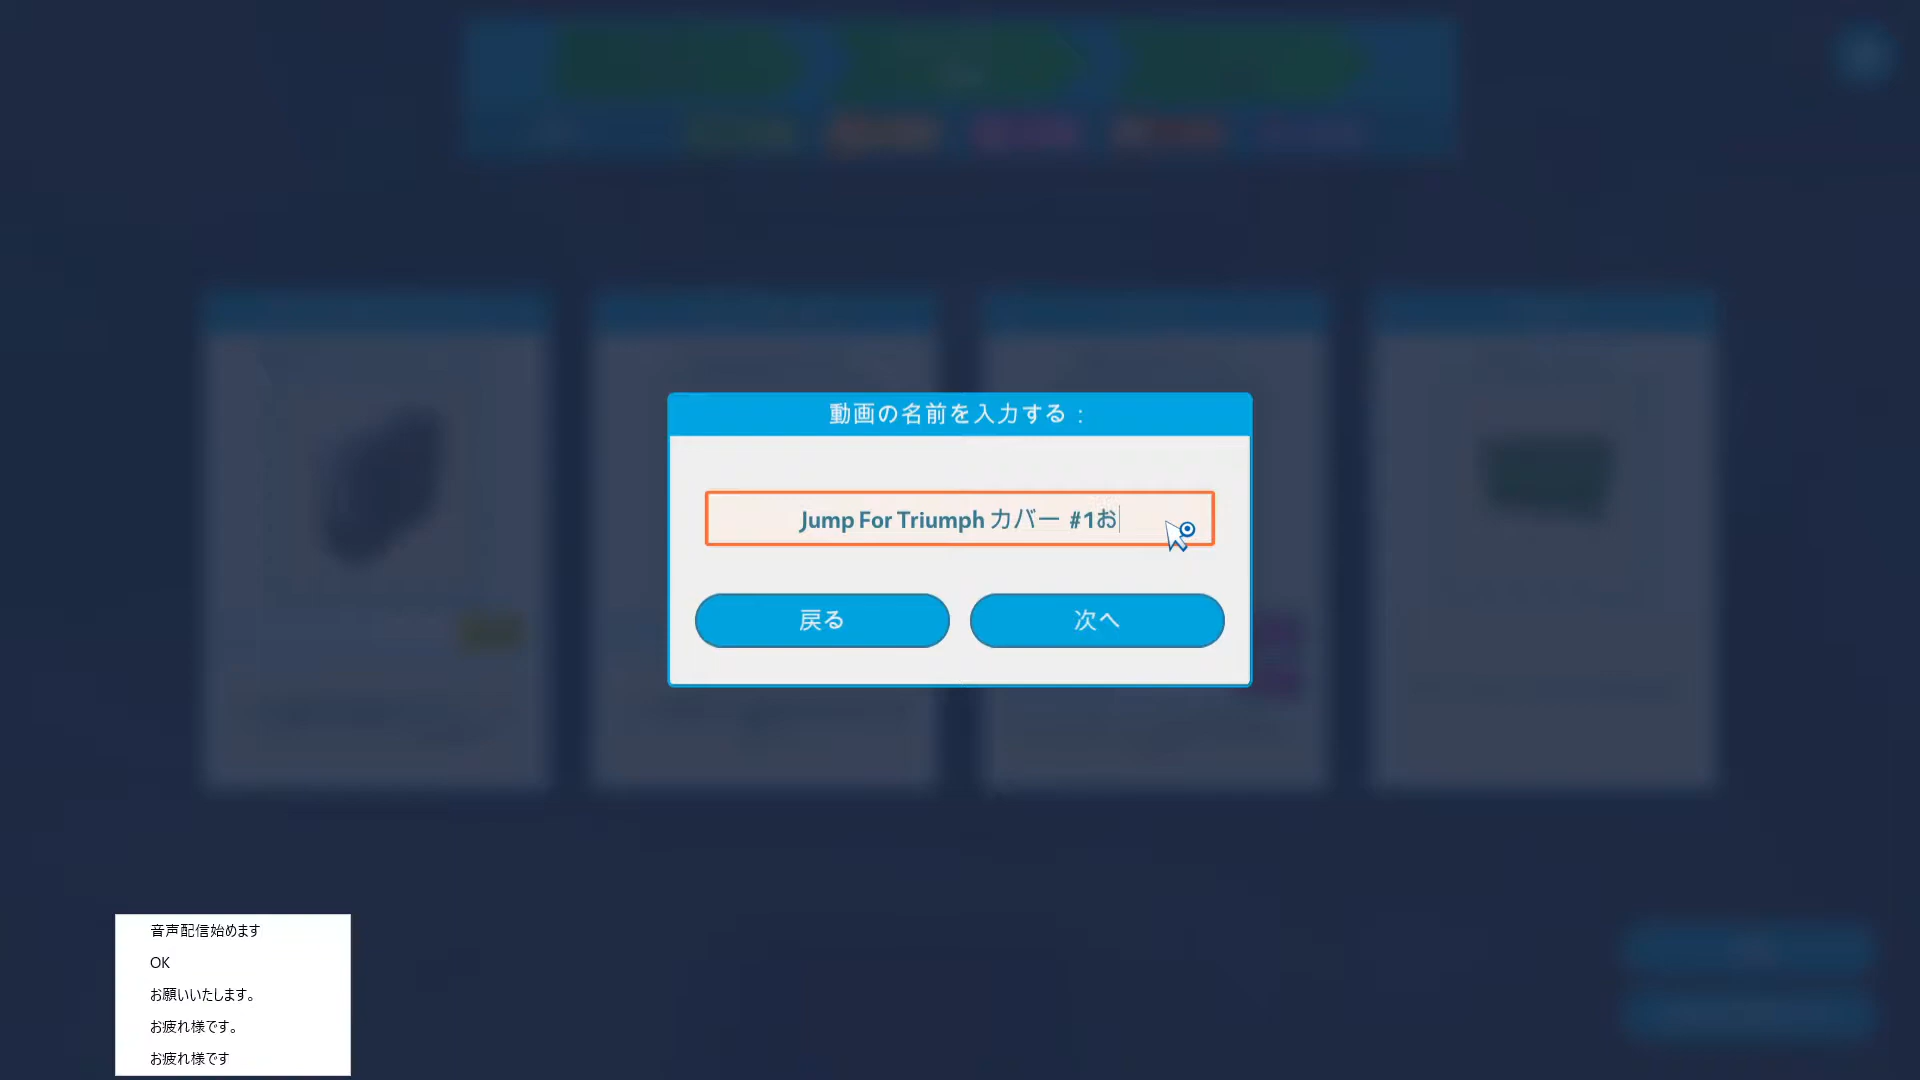 動画の名前を入力する：
Jump For Triumph カバー #1お
戻る
次へ
音声配信始めます
OK
お願いいたします。
お疲れ様です。
お疲れ様です